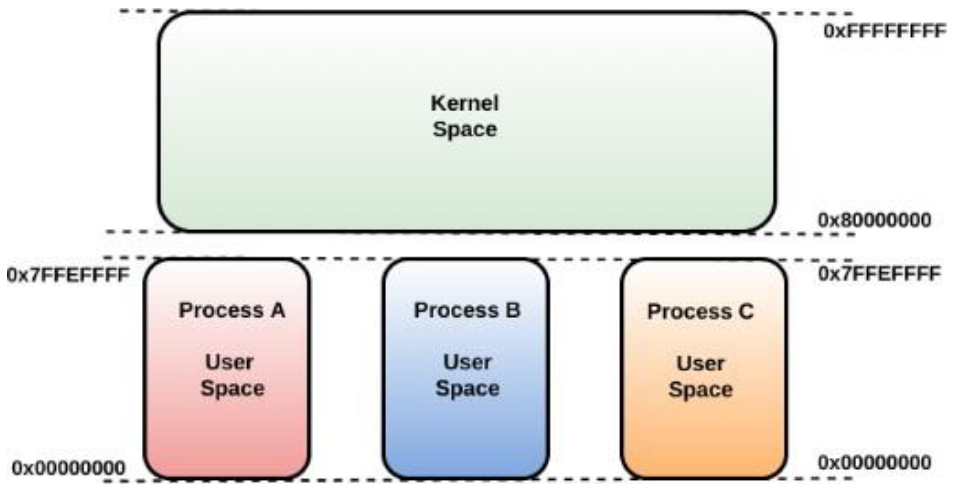 0xFFFFFFFF
Kernel
Space
0x80000000
0x7FFEFFFF
0x7FFEFFFF
Process A
User
Space
Process B
User
Space
Process C
User
Space
0x00000000
0x00000000